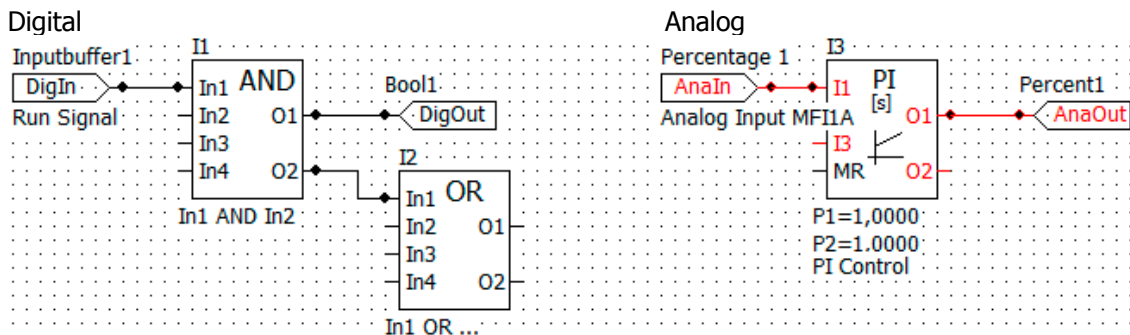 Digital
Inputbuffer1
DigIn
Run Signal
I1
AND
In1
In2
In3
In4
O1
O2
In1 AND In2
Bool1
DigOut
I2
OR
In1
In2
In3
In4
O1
O2
In1 OR ...
Analog
Percentage 1
AnaIn
Analog Input MFI1A
I3
PI
[s]
I1
I3
MR
O1
O2
P1=1,0000
P2=1.0000
PI Control
Percent1
AnaOut